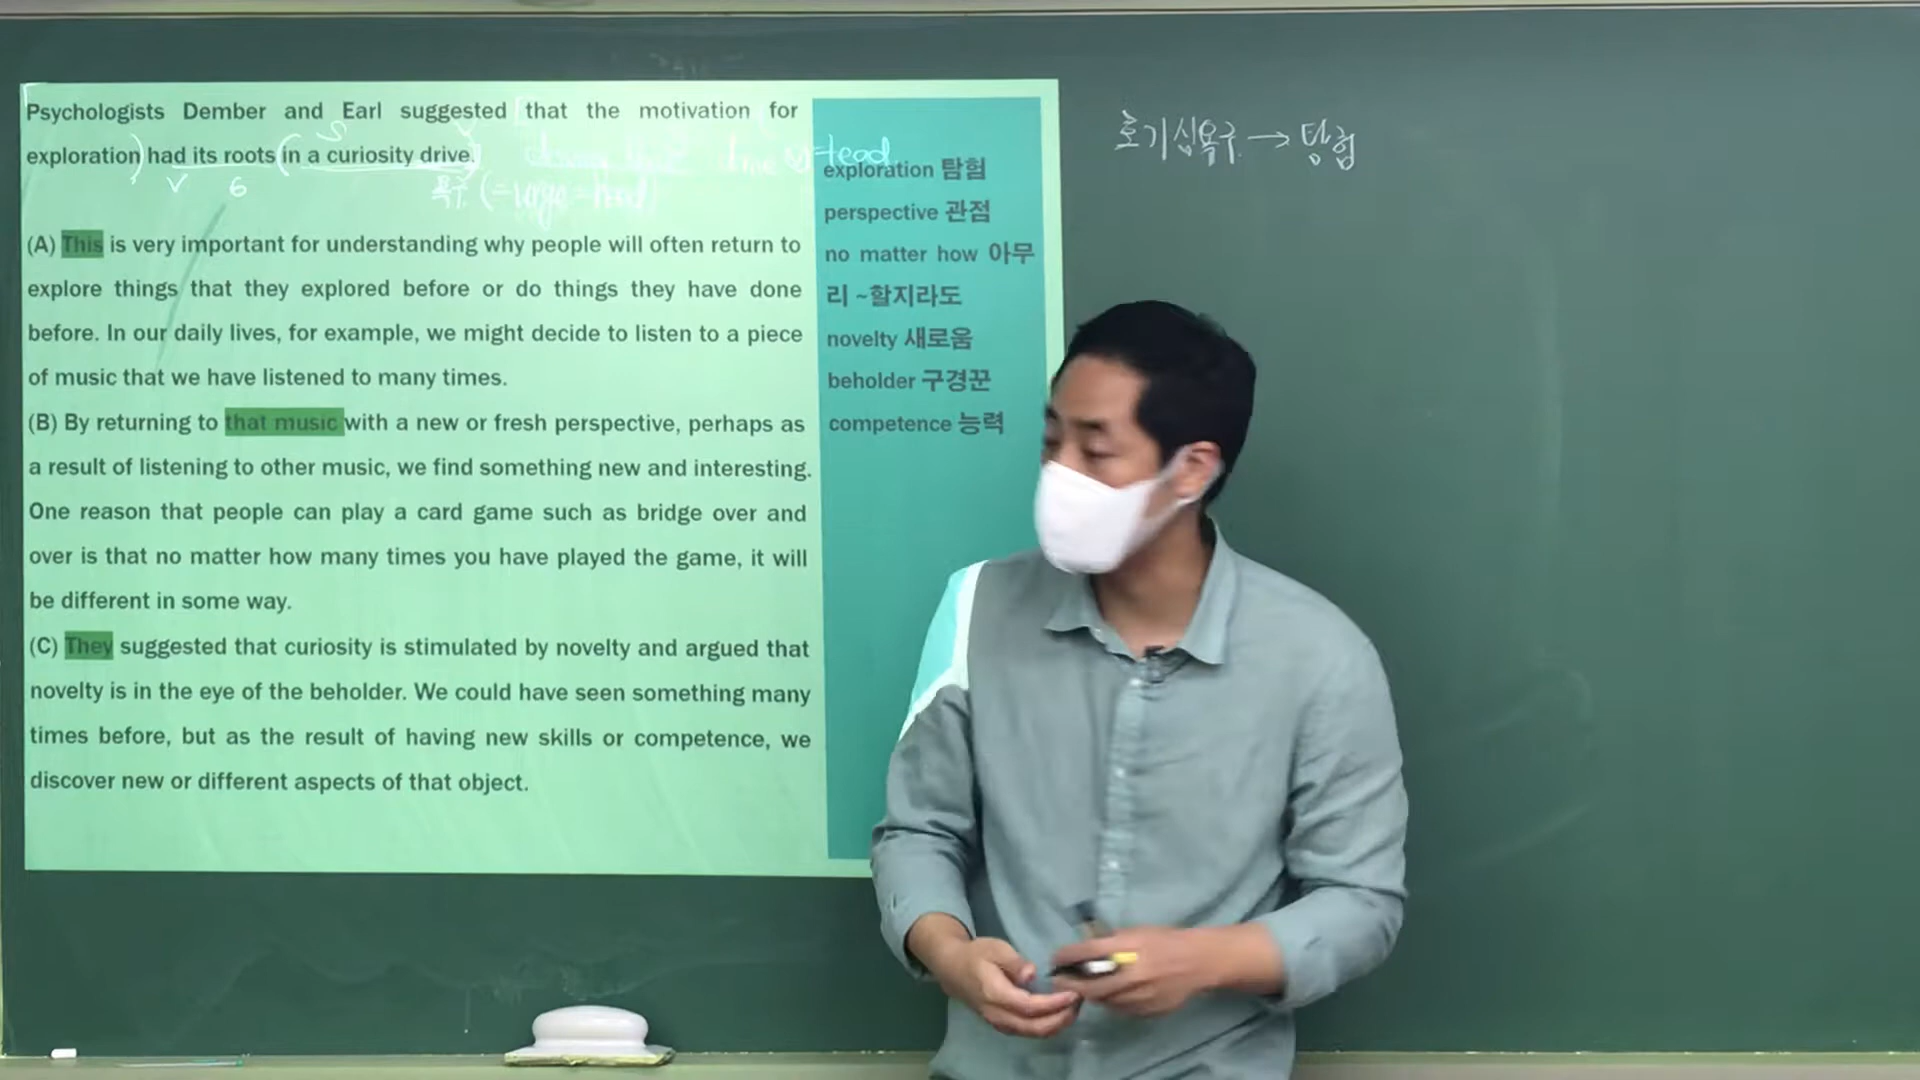 Psychologists Dember and Earl suggested that the motivation for
exploration) had its roots (in a curiosity drive.)
S
V
욕구 (=urge=need)
(A) This is very important for understanding why people will often return to
explore things that they explored before or do things they have done
before. In our daily lives, for example, we might decide to listen to a piece
of music that we have listened to many times.
(B) By returning to that music with a new or fresh perspective, perhaps as
a result of listening to other music, we find something new and interesting.
One reason that people can play a card game such as bridge over and
over is that no matter how many times you have played the game, it will
be different in some way.
(C) They suggested that curiosity is stimulated by novelty and argued that
novelty is in the eye of the beholder. We could have seen something many
times before, but as the result of having new skills or competence, we
discover new or different aspects of that object.
exploration 탐험
perspective 관점
no matter how 아무
리 ~할지라도
novelty 새로움
beholder 구경꾼
competence 능력
호기심욕구 → 탐험